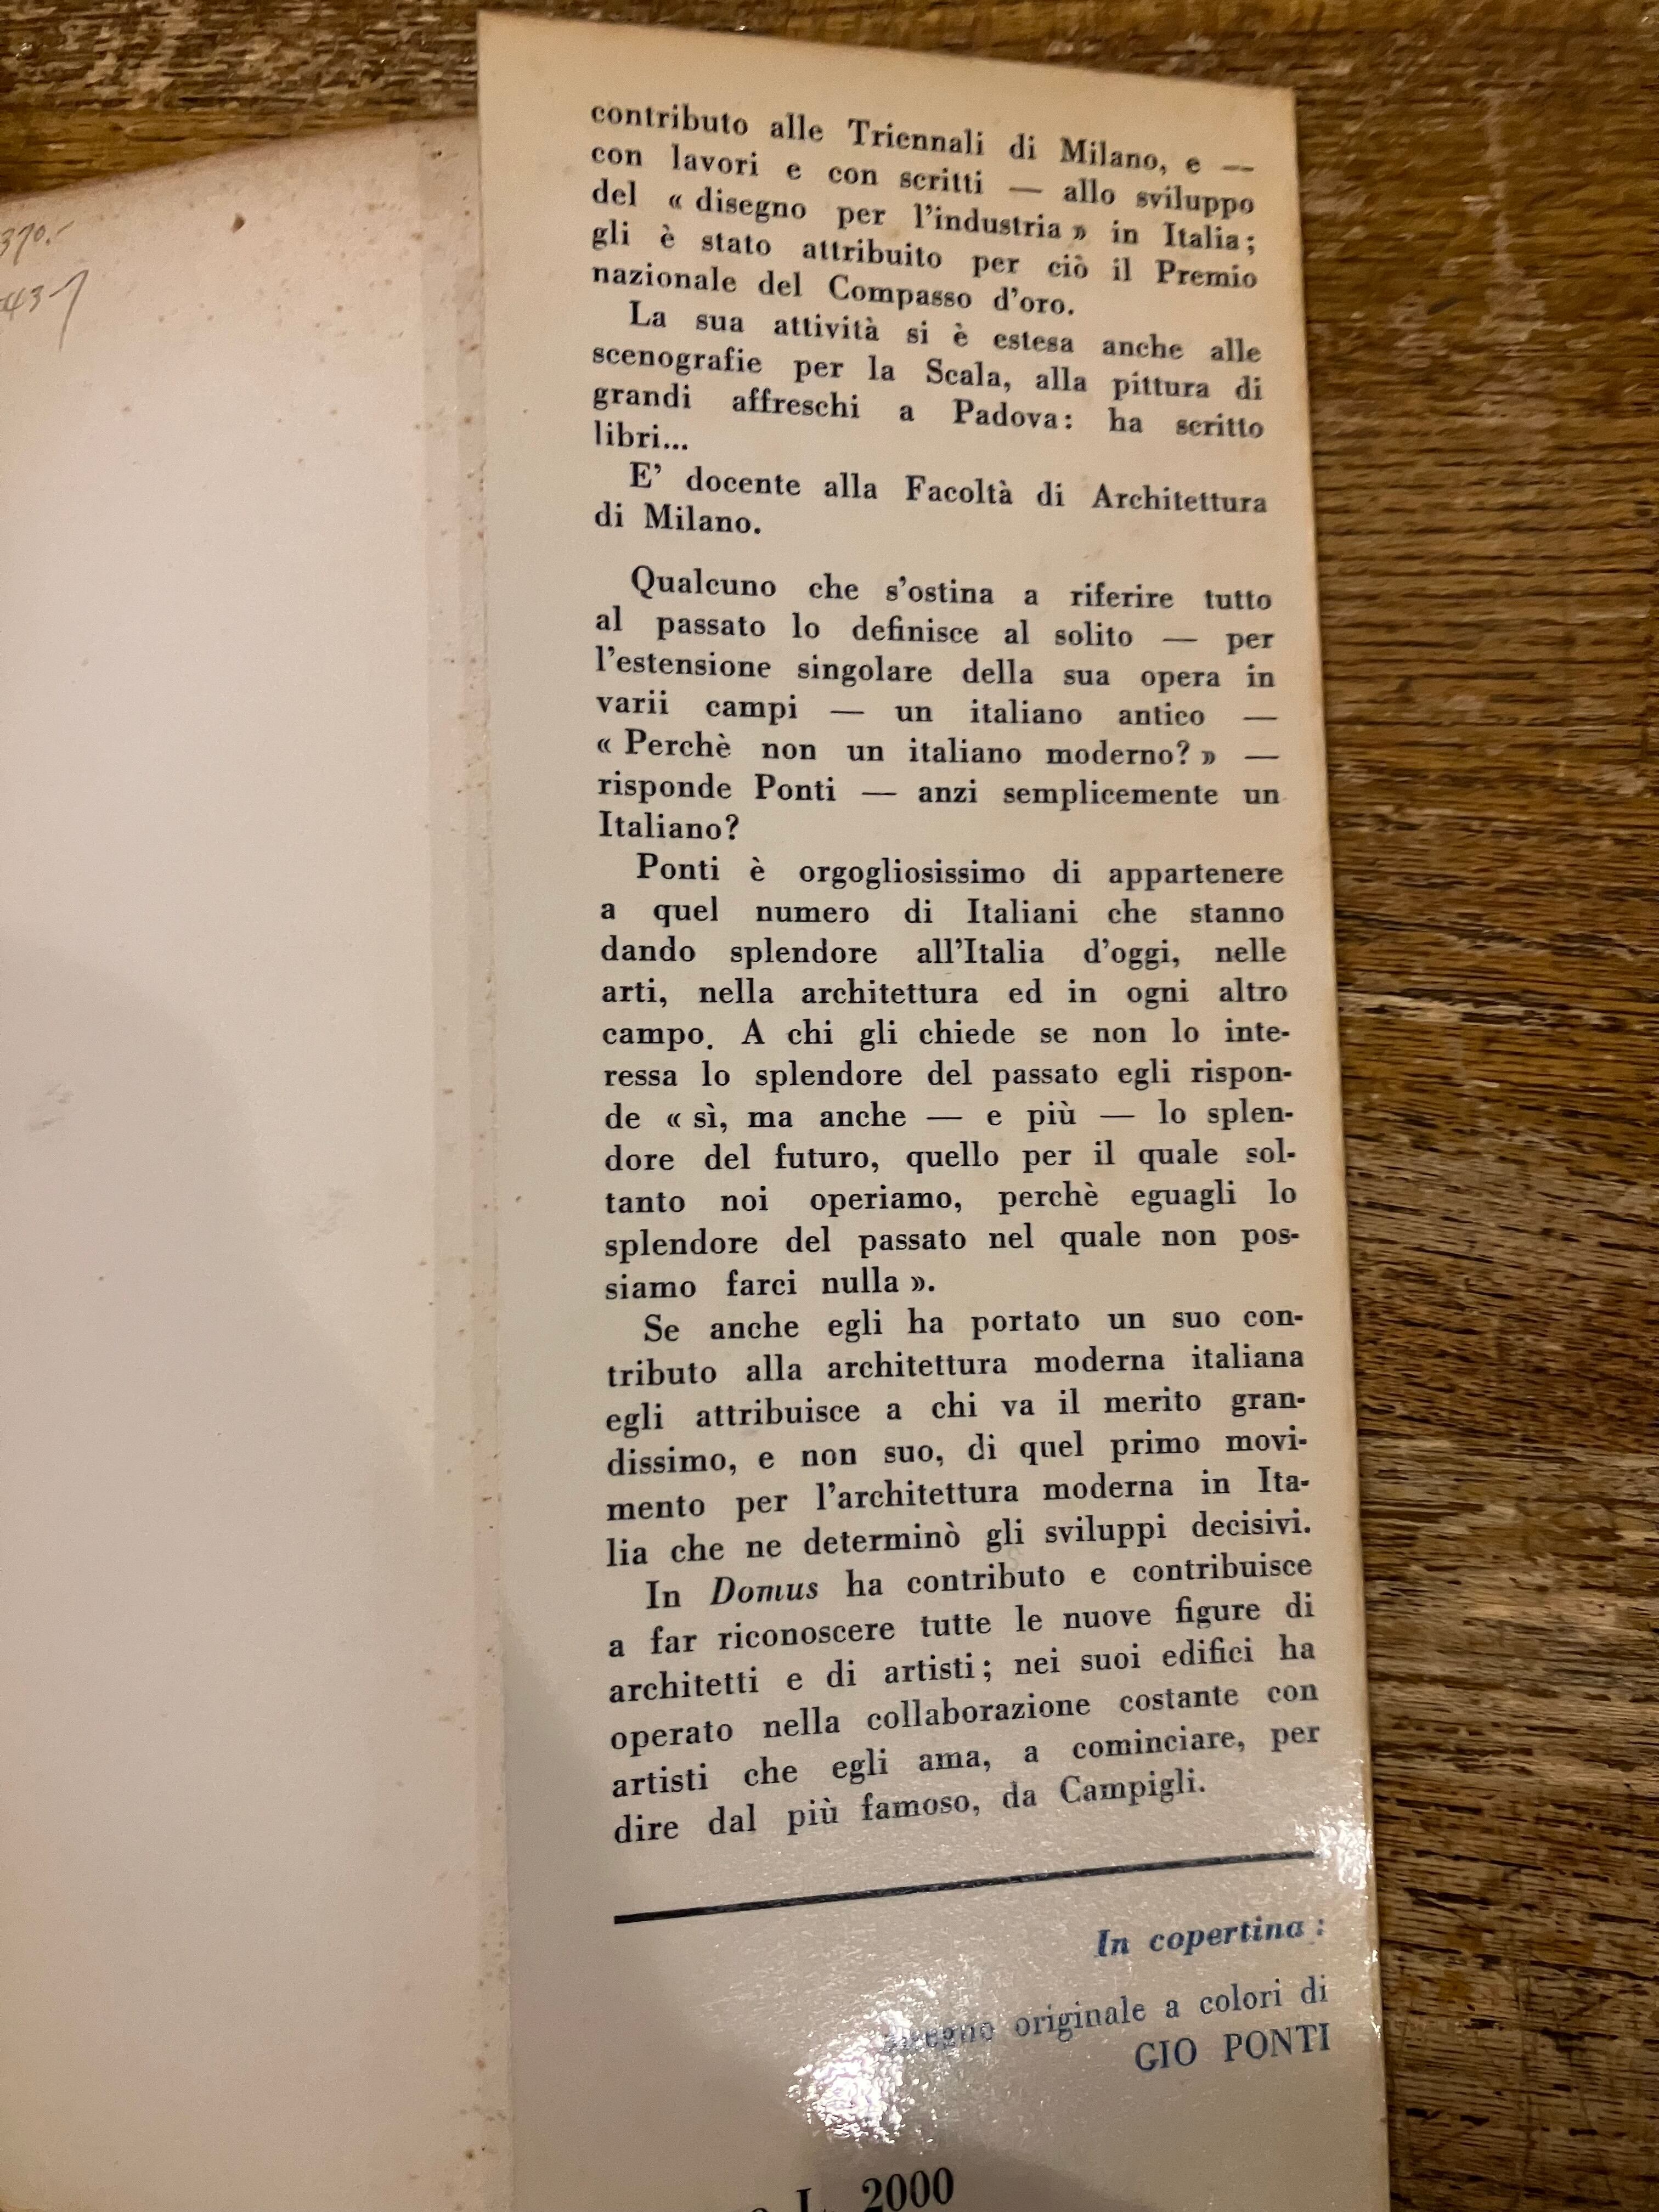 370.-
contributo alle Triennali di Milano, e —
con lavori e con scritti — allo sviluppo
del « disegno per l'industria » in Italia;
gli è stato attribuito per ciò il Premio
nazionale del Compasso d'oro.
La sua attività si è estesa anche alle
scenografie per la Scala, alla pittura di
grandi affreschi a Padova: ha scritto
libri...
E' docente alla Facoltà di Architettura
di Milano.
Qualcuno che s'ostina a riferire tutto
al passato lo definisce al solito — per
l'estensione singolare della sua opera in
varii campi — un italiano antico —
« Perchè non un italiano moderno? » —
risponde Ponti — anzi semplicemente un
Italiano?
Ponti è orgogliosissimo di appartenere
a quel numero di Italiani che stanno
dando splendore all'Italia d'oggi, nelle
arti, nella architettura ed in ogni altro
campo. A chi gli chiede se non lo inte-
ressa lo splendore del passato egli rispon-
de « sì, ma anche — e più — lo splen-
dore del futuro, quello per il quale sol-
tanto noi operiamo, perchè eguagli lo
splendore del passato nel quale non pos-
siamo farci nulla ».
Se anche egli ha portato un suo con-
tributo alla architettura moderna italiana
egli attribuisce a chi va il merito gran-
dissimo, e non suo, di quel primo movi-
mento per l'architettura moderna in Ita-
lia che ne determinò gli sviluppi decisivi.
In Domus ha contributo e contribuisce
a far riconoscere tutte le nuove figure di
architetti e di artisti; nei suoi edifici ha
operato nella collaborazione costante con
artisti che egli ama, a cominciare, per
dire dal più famoso, da Campigli.
In copertina:
disegno originale a colori di
GIO PONTI
L. 2000